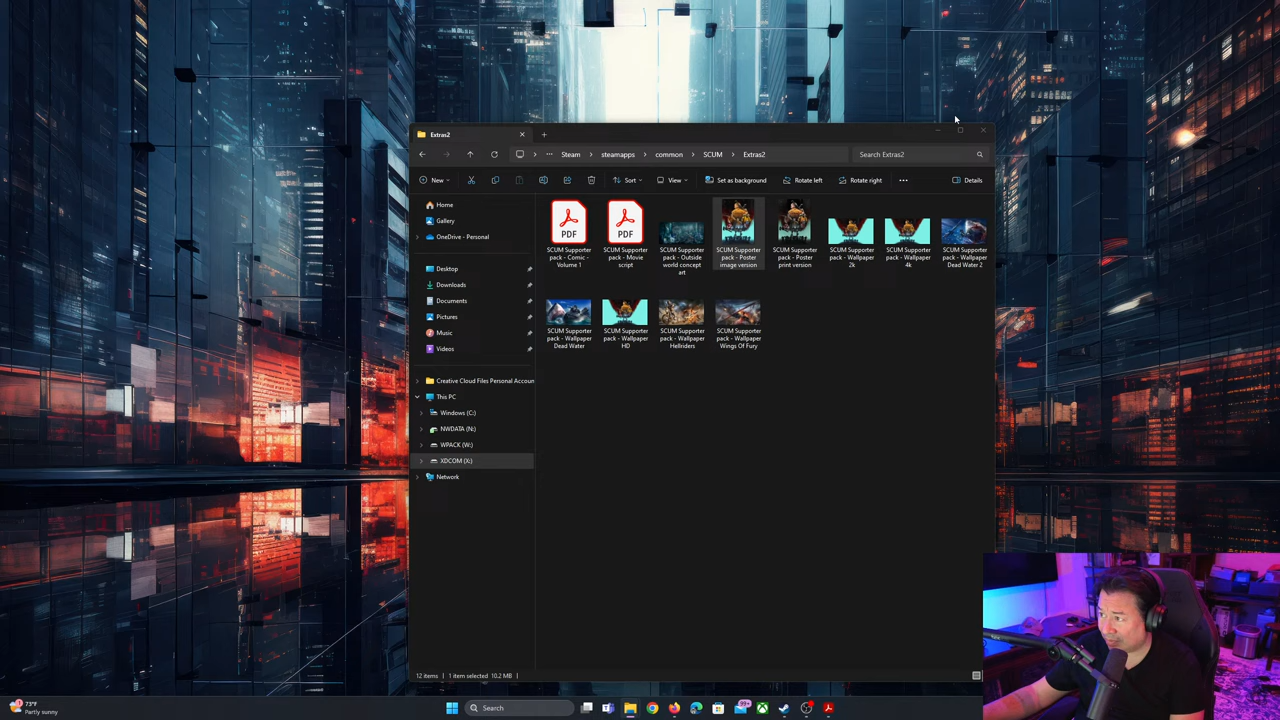 Extras2
Steam
steamapps
common
SCUM
Extras2
Search Extras2
New
Sort
View
Set as background
Rotate left
Rotate right
Details
Home
Gallery
OneDrive - Personal
Desktop
Downloads
Documents
Pictures
Music
Videos
Creative Cloud Files Personal Accoun
This PC
Windows (C:)
NWDATA (N:)
WPACK (W:)
XDCOM (X:)
Network
PDF
SCUM Supporter
pack - Comic -
Volume 1
PDF
SCUM Supporter
pack - Movie
script
SCUM Supporter
pack - Outside
world concept
art
SCUM Supporter
pack - Poster
image version
SCUM Supporter
pack - Poster
print version
SCUM Supporter
pack - Wallpaper
2k
SCUM Supporter
pack - Wallpaper
4k
SCUM Supporter
pack - Wallpaper
Dead Water 2
SCUM Supporter
pack - Wallpaper
Dead Water
SCUM Supporter
pack - Wallpaper
HD
SCUM Supporter
pack - Wallpaper
Hellriders
SCUM Supporter
pack - Wallpaper
Wings Of Fury
12 items
1 item selected 10.2 MB
1
73°F
Partly sunny
Search
99+